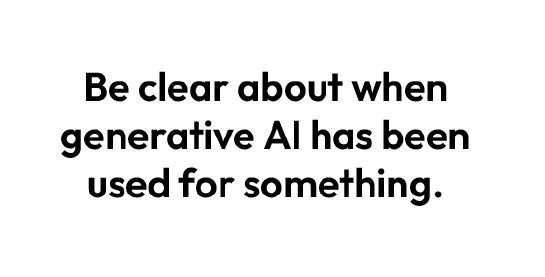 Be clear about when
generative AI has been
used for something.